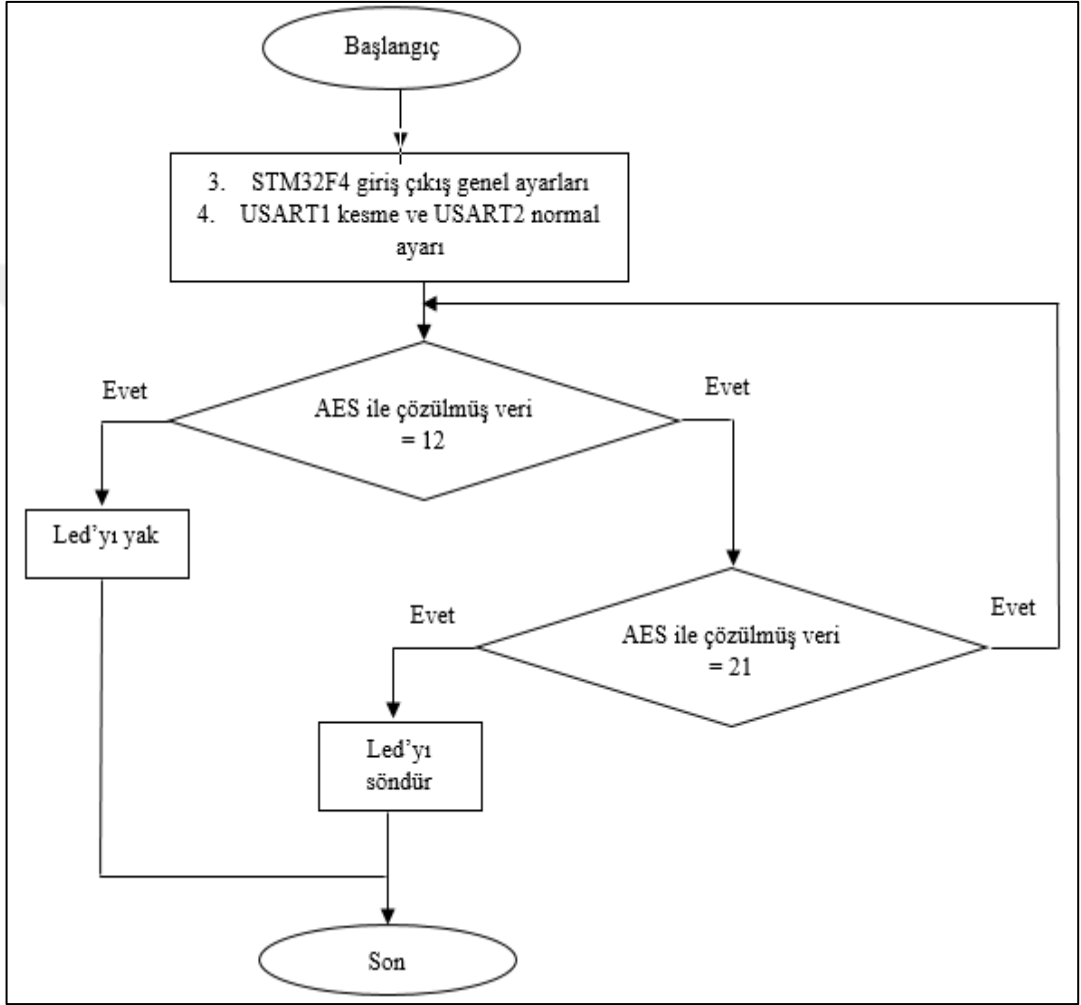 Başlangıç
3. STM32F4 giriş çıkış genel ayarları
4. USART1 kesme ve USART2 normal
ayarı
Evet
Evet
AES ile çözülmüş veri
= 12
Led’yı yak
Evet
Evet
AES ile çözülmüş veri
= 21
Led’yı
söndür
Son